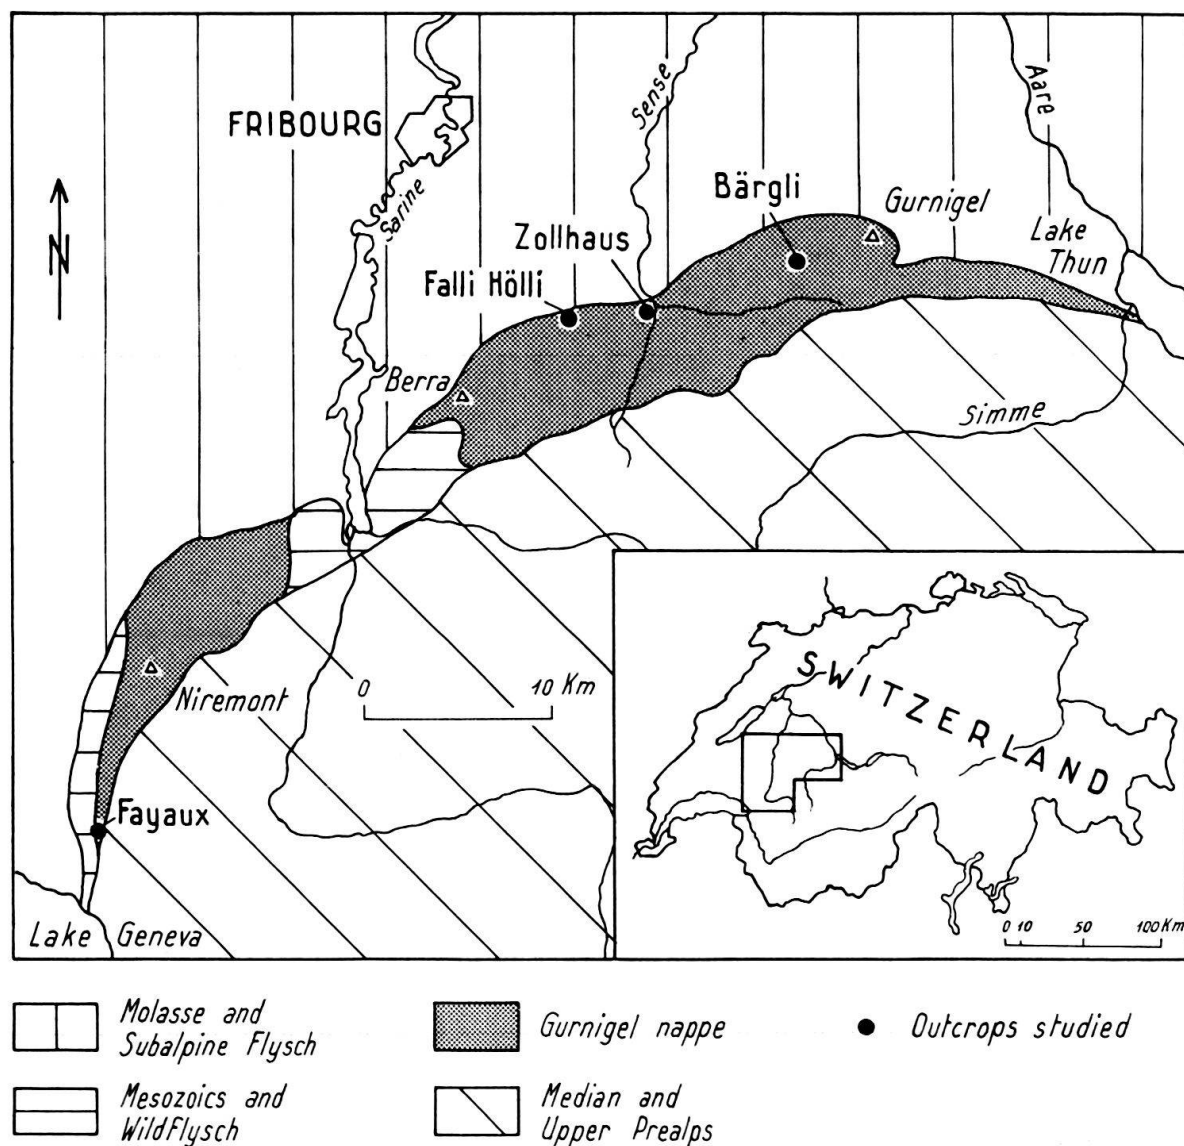 FRIBOURG
Sarine
Sense
Aare
N
Bärgli
Gurnigel
Zollhaus
Lake
Thun
Falli Hölli
Berra
Simme
0 10 Km
Niremont
Fayaux
Lake Geneva
SWITZERLAND
0 10 50 100 Km
Molasse and
Subalpine Flysch
Gurnigel nappe
Outcrops studied
Mesozoics and
WildFlysch
Median and
Upper Prealps